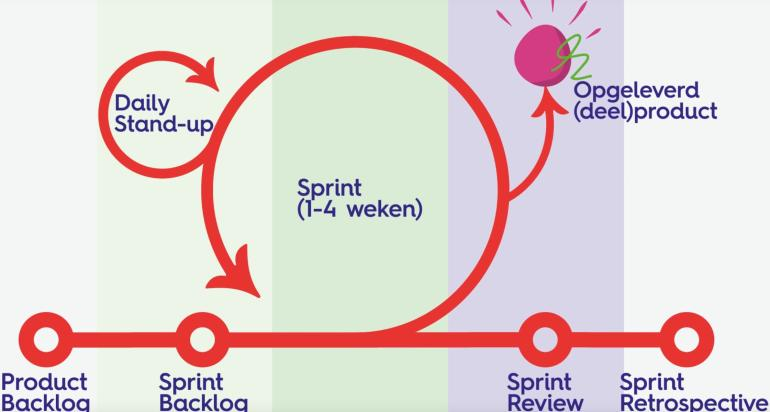 Daily
Stand-up
Opgeleverd
(deel)product
Sprint
(1-4 weken)
Product
Backlog
Sprint
Backlog
Sprint
Review
Sprint
Retrospective